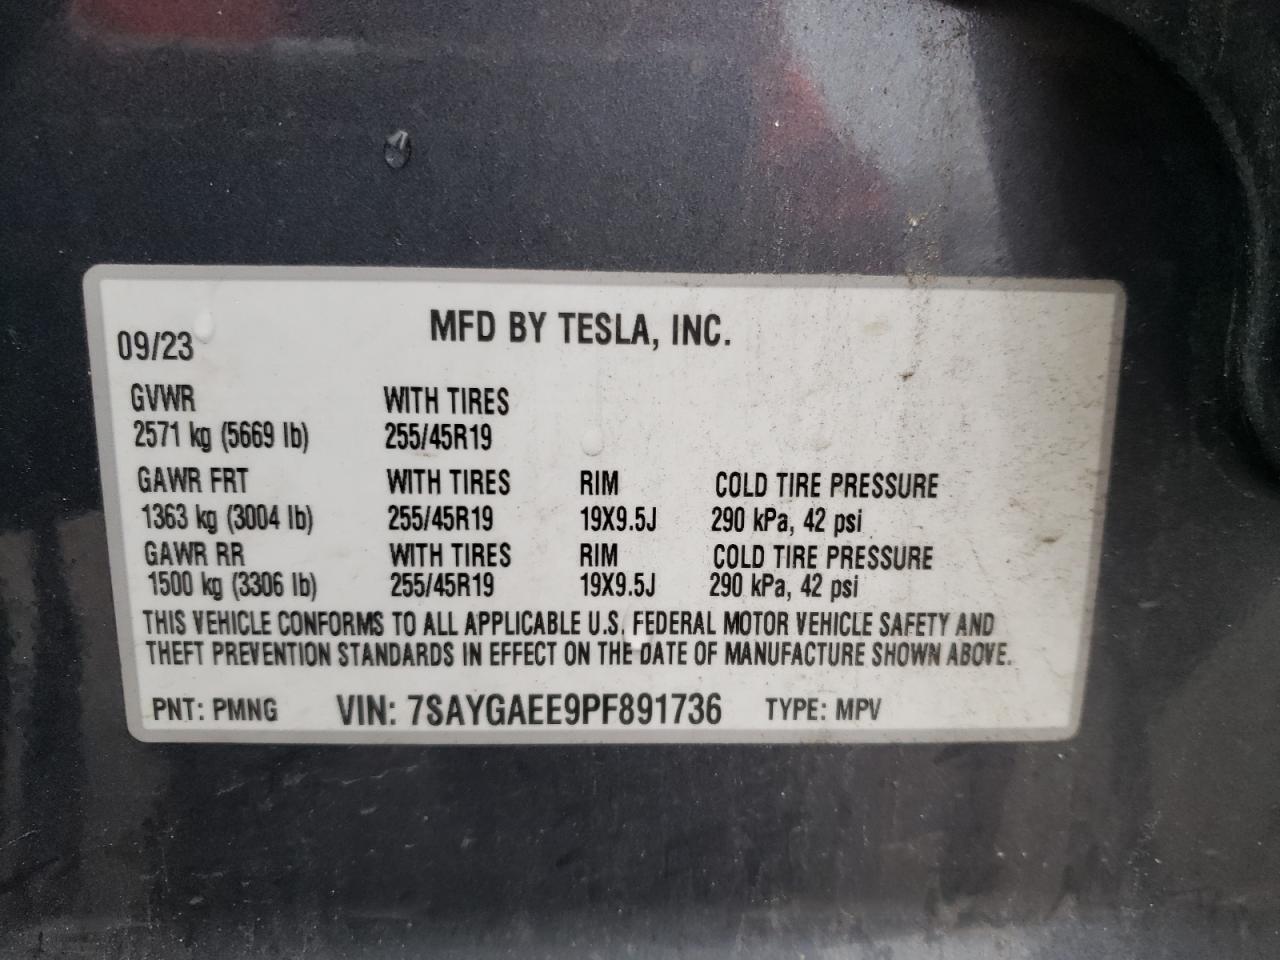 MFD BY TESLA, INC.
09/23
GVWR WITH TIRES
2571 kg (5669 lb) 255/45R19
GAWR FRT WITH TIRES RIM COLD TIRE PRESSURE
1363 kg (3004 lb) 255/45R19 19X9.5J 290 kPa, 42 psi
GAWR RR WITH TIRES RIM COLD TIRE PRESSURE
1500 kg (3306 lb) 255/45R19 19X9.5J 290 kPa, 42 psi
THIS VEHICLE CONFORMS TO ALL APPLICABLE U.S. FEDERAL MOTOR VEHICLE SAFETY AND
THEFT PREVENTION STANDARDS IN EFFECT ON THE DATE OF MANUFACTURE SHOWN ABOVE.
PNT: PMNG VIN: 7SAYGAEE9PF891736 TYPE: MPV